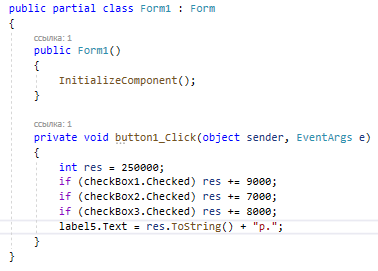 public partial class Form1 : Form
{
ссылка: 1
public Form1()
{
InitializeComponent();
}
ссылка: 1
private void button1_Click(object sender, EventArgs e)
{
int res = 250000;
if (checkBox1.Checked) res += 9000;
if (checkBox2.Checked) res += 7000;
if (checkBox3.Checked) res += 8000;
label5.Text = res.ToString() + "р.";
}
}